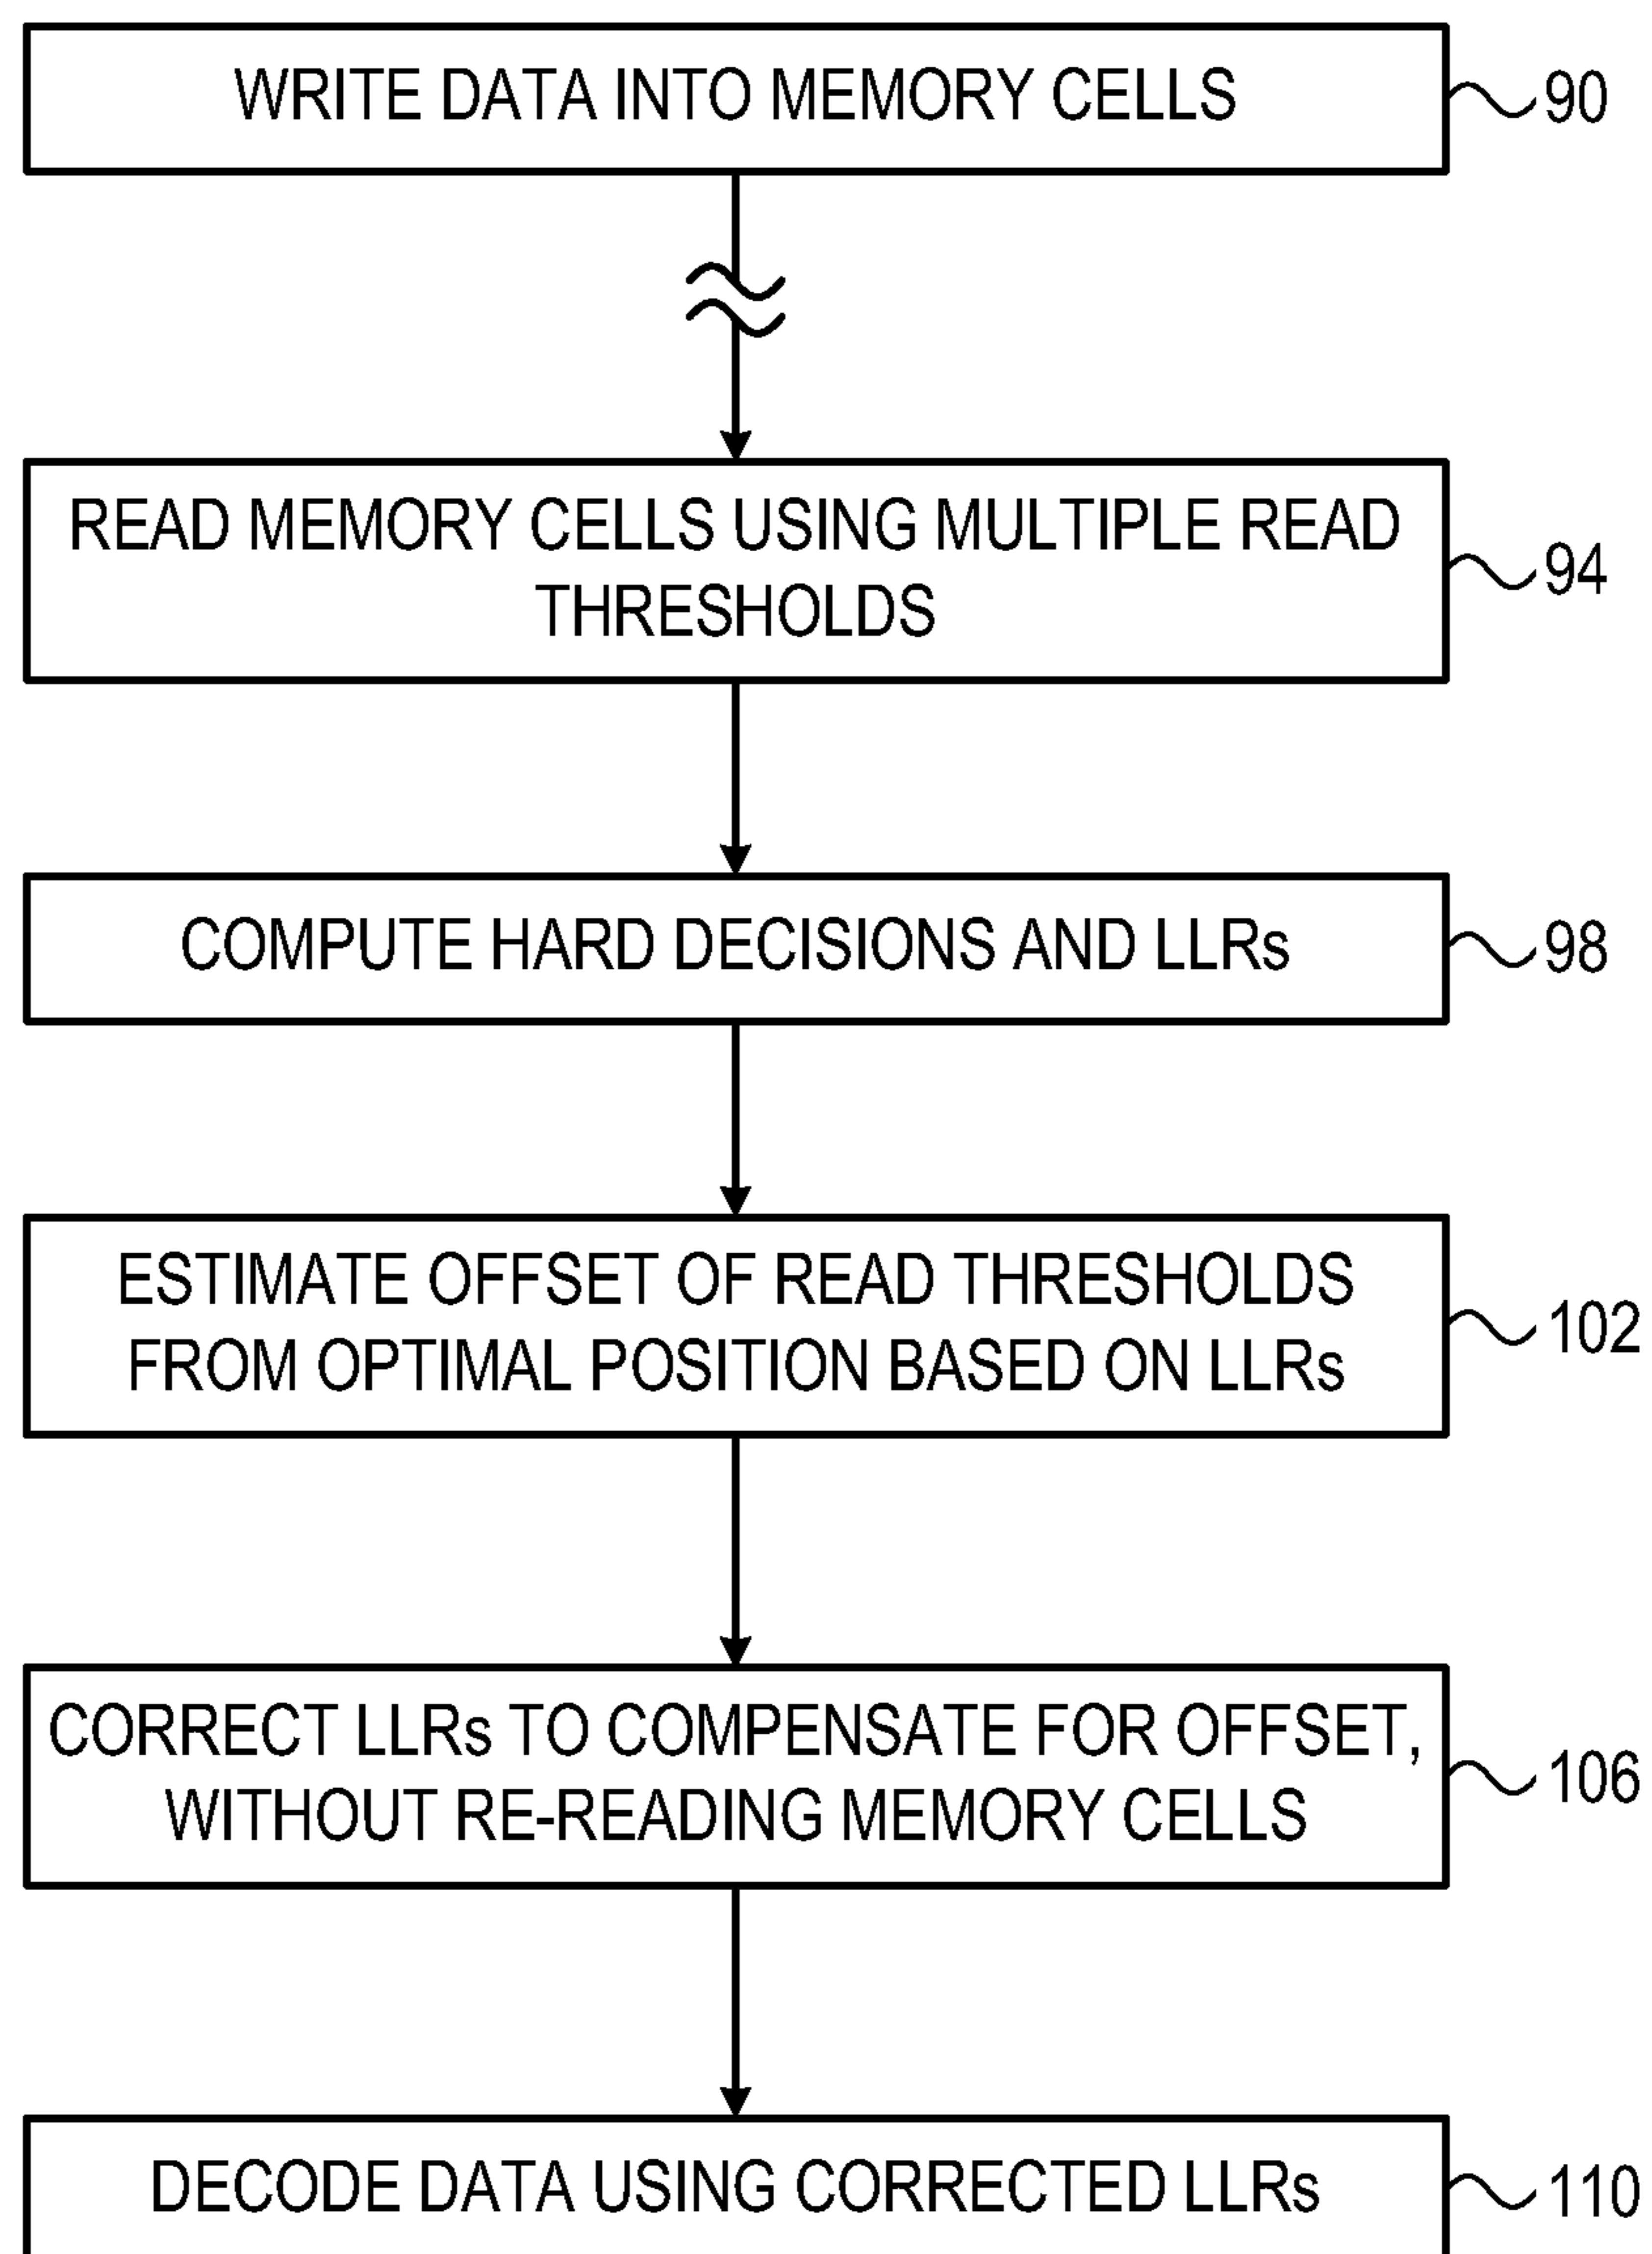 WRITE DATA INTO MEMORY CELLS
90
READ MEMORY CELLS USING MULTIPLE READ
THRESHOLDS
94
COMPUTE HARD DECISIONS AND LLRs
98
ESTIMATE OFFSET OF READ THRESHOLDS
FROM OPTIMAL POSITION BASED ON LLRs
102
CORRECT LLRs TO COMPENSATE FOR OFFSET,
WITHOUT RE-READING MEMORY CELLS
106
DECODE DATA USING CORRECTED LLRs
110